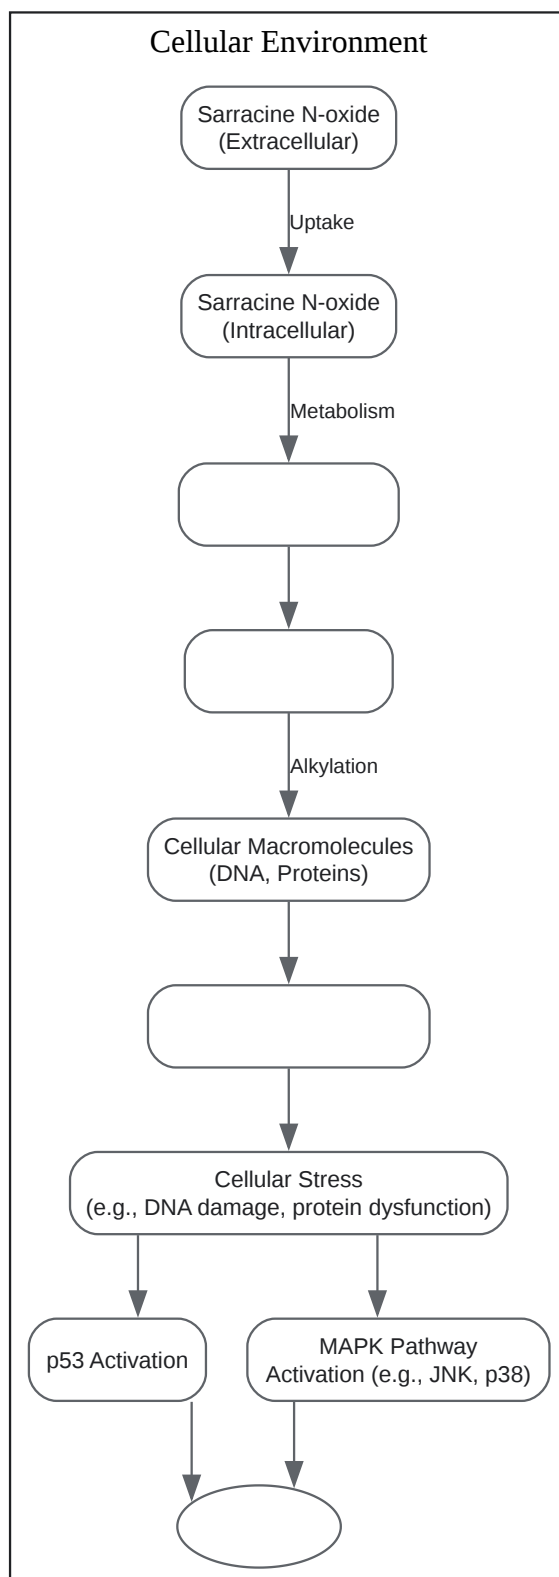 Cellular Environment
Sarracine N-oxide
(Extracellular)
Uptake
Sarracine N-oxide
(Intracellular)
Metabolism
Alkylation
Cellular Macromolecules
(DNA, Proteins)
Cellular Stress
(e.g., DNA damage, protein dysfunction)
p53 Activation
MAPK Pathway
Activation (e.g., JNK, p38)